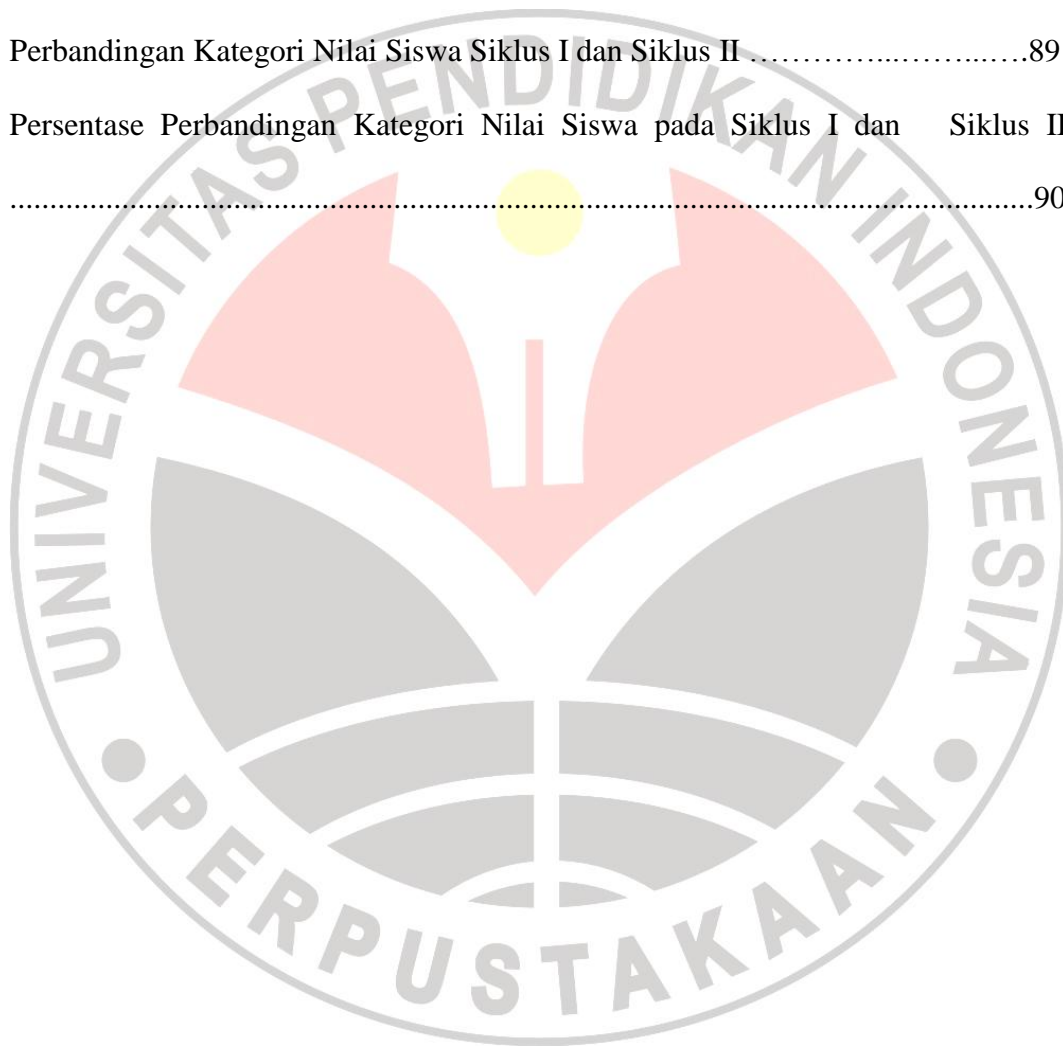 Perbandingan Kategori Nilai Siswa Siklus I dan Siklus II …………...……...….89
Persentase Perbandingan Kategori Nilai Siswa pada Siklus I dan Siklus II
................................................................................................................................90
UNIVERSITAS PENDIDIKAN INDONESIA
PERPUSTAKAAN